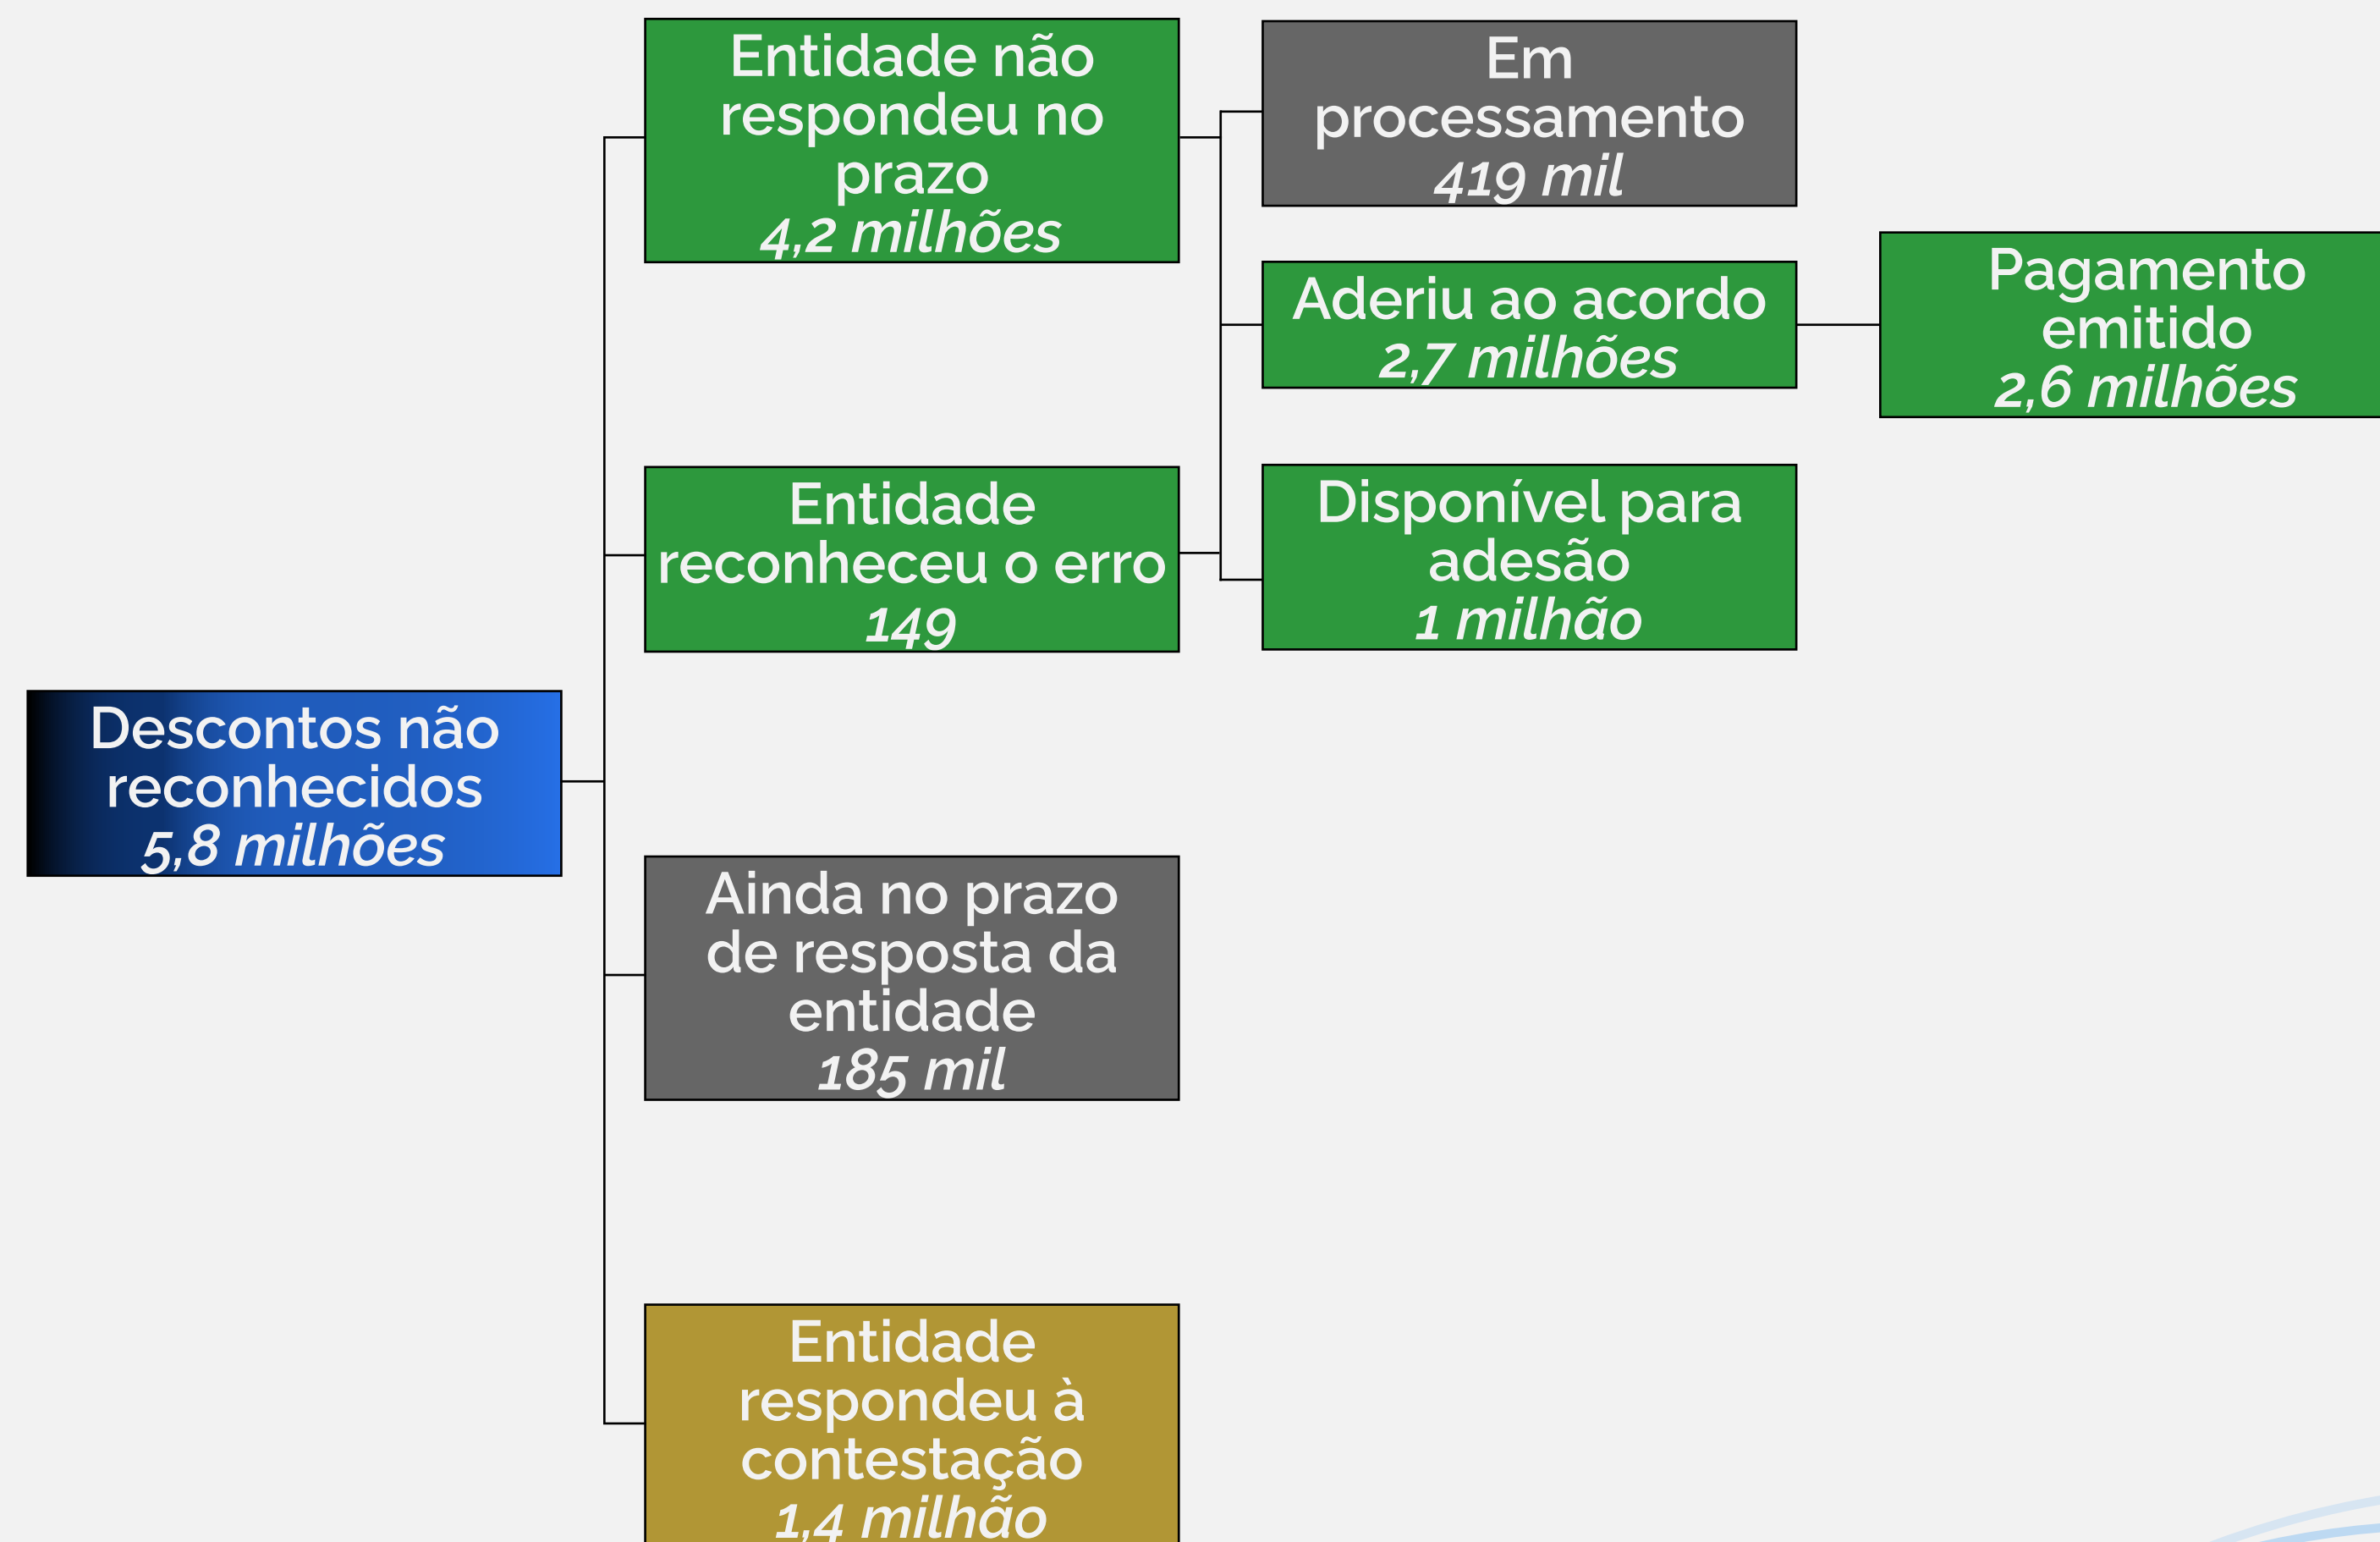 Entidade não
respondeu no
prazo
4,2 milhões
Em
processamento
419 mil
Aderiu ao acordo
2,7 milhões
Pagamento
emitido
2,6 milhões
Entidade
reconheceu o erro
149
Disponível para
adesão
1 milhão
Descontos não
reconhecidos
5,8 milhões
Ainda no prazo
de resposta da
entidade
185 mil
Entidade
respondeu à
contestação
1,4 milhão